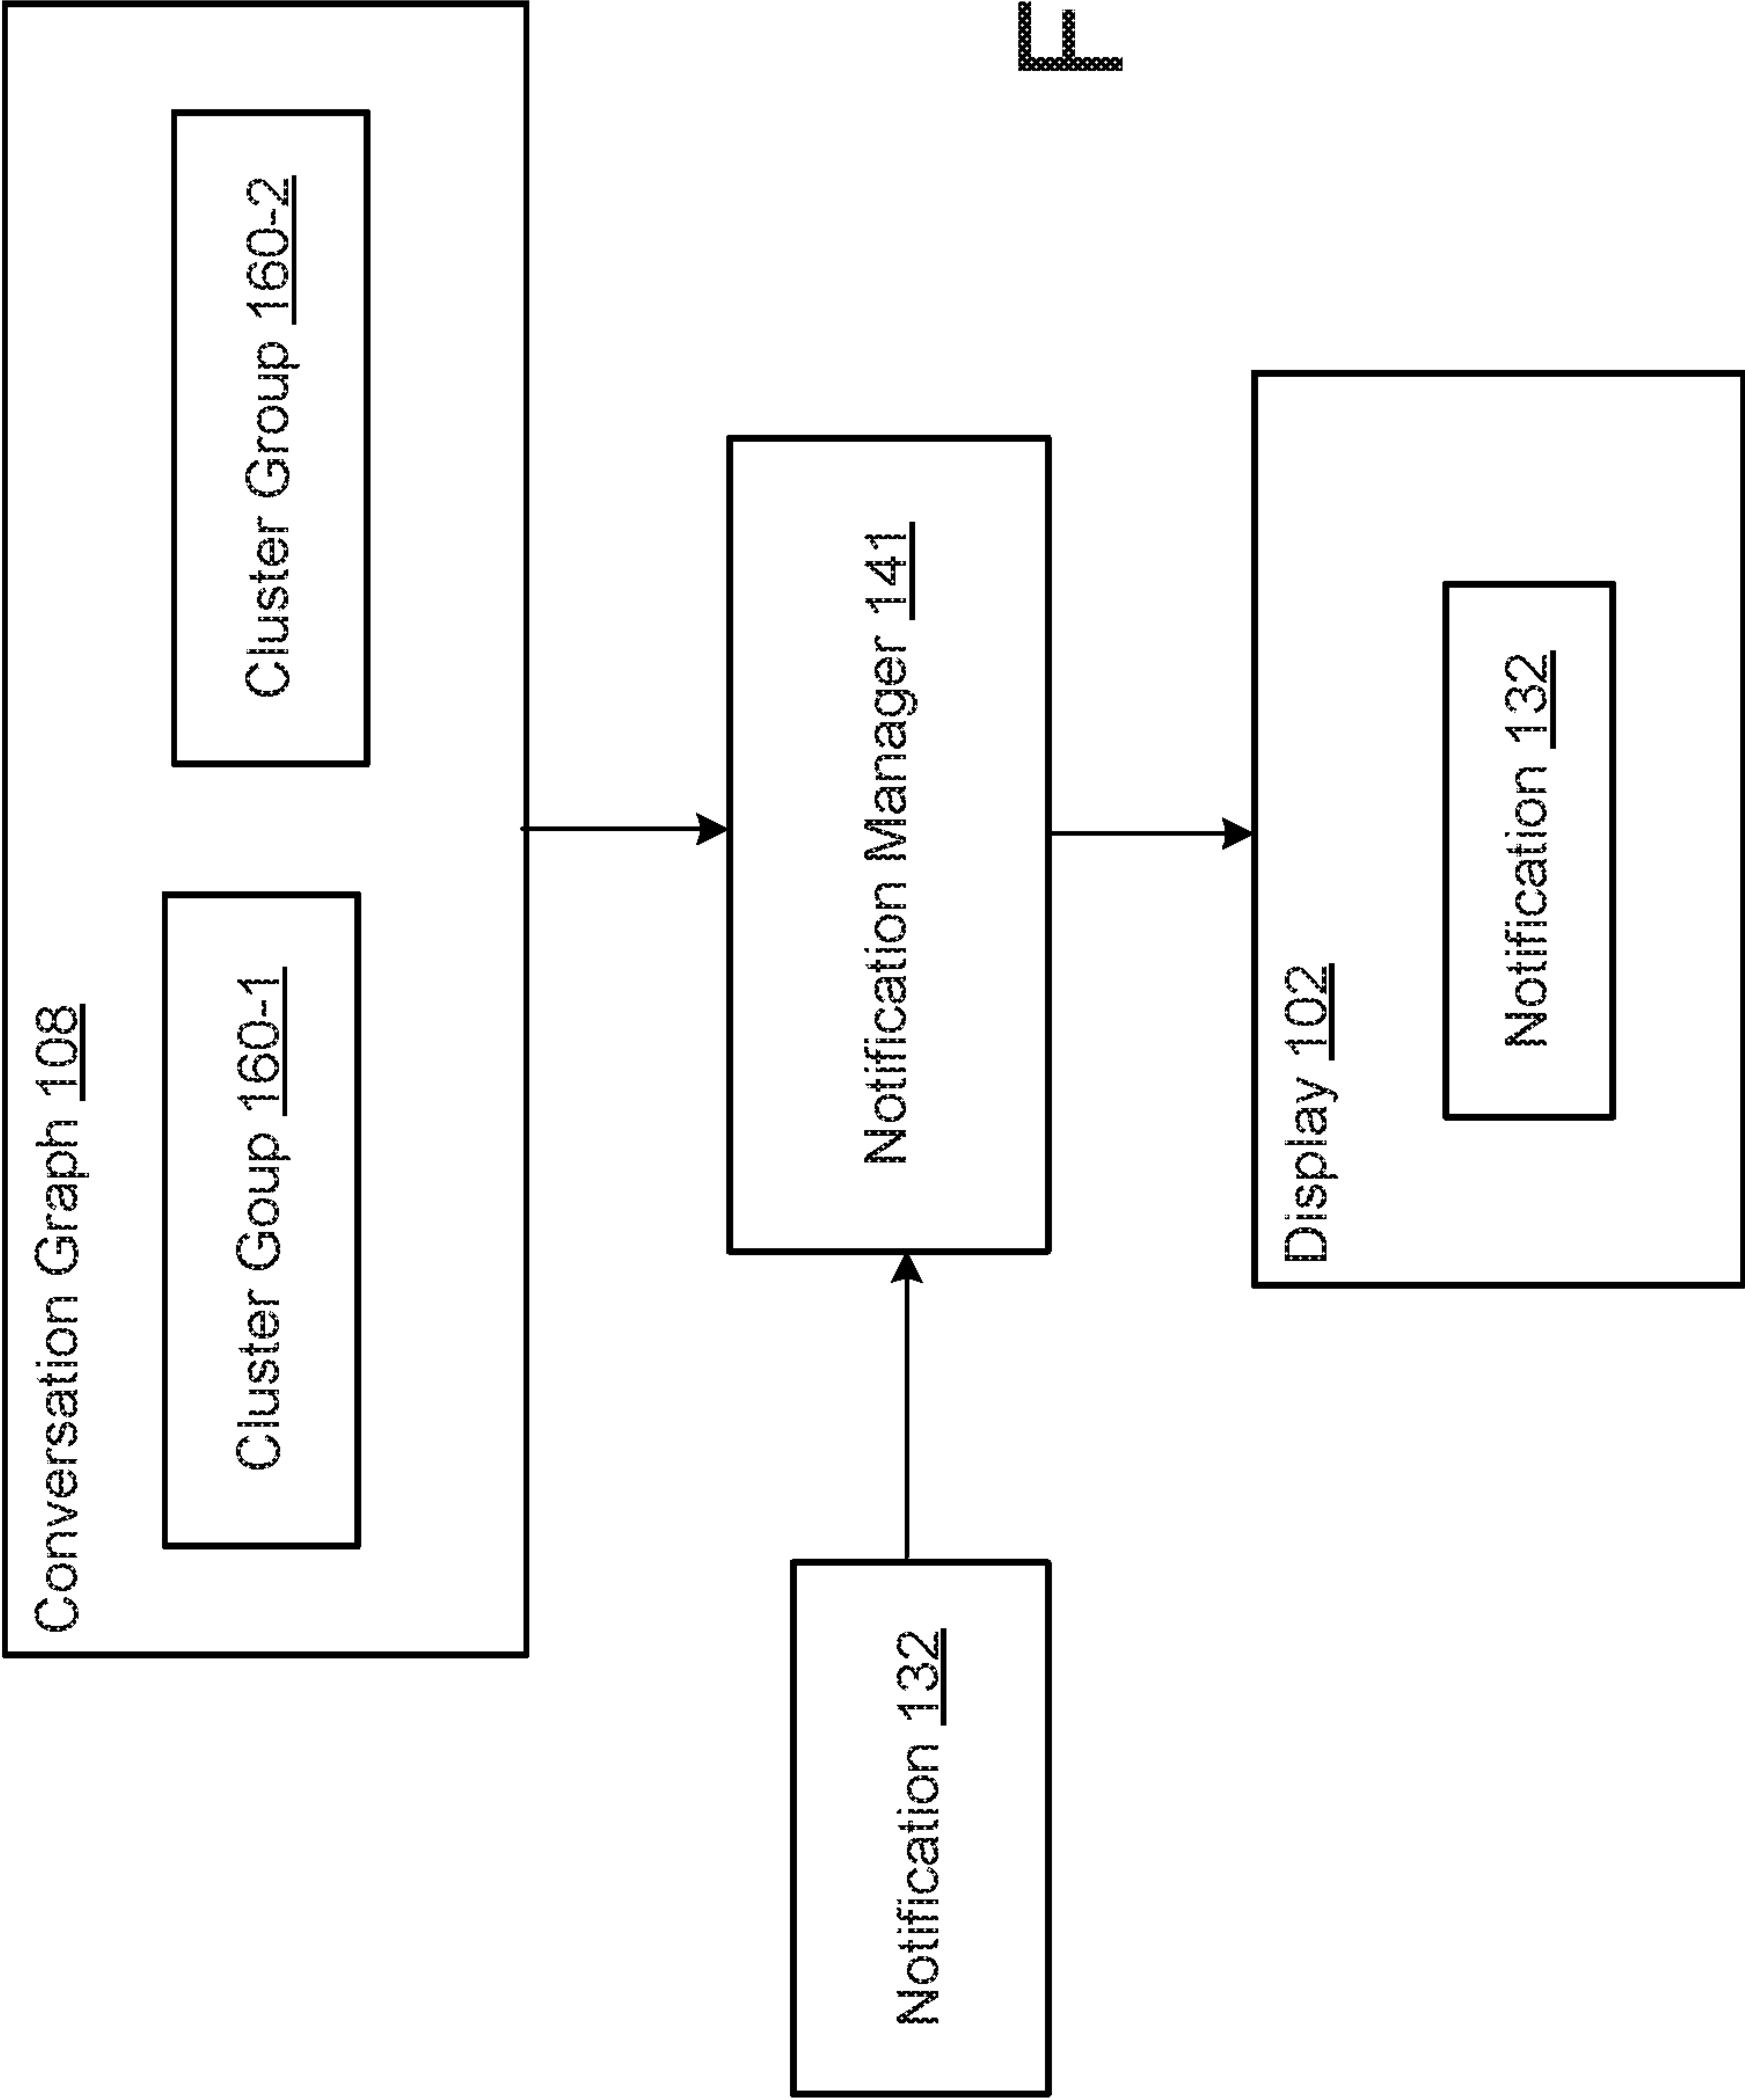 Conversation Graph 108
Cluster Goup 160-1
Cluster Group 160-2
Notification 132
Notification Manager 141
Display 102
Notification 132
F